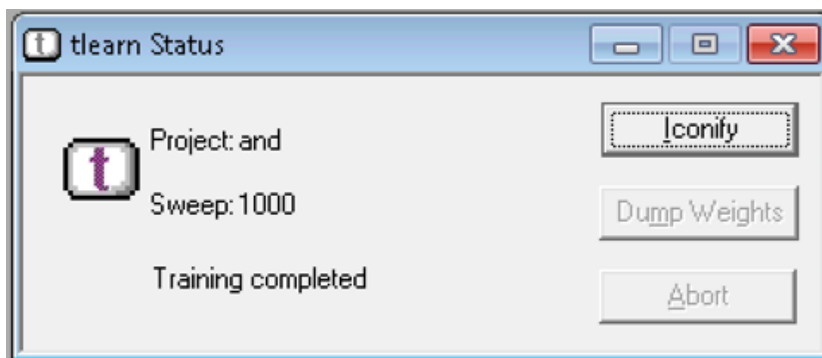 t tlearn Status
Iconify
t
Project: and
Sweep: 1000
Dump Weights
Training completed
Abort